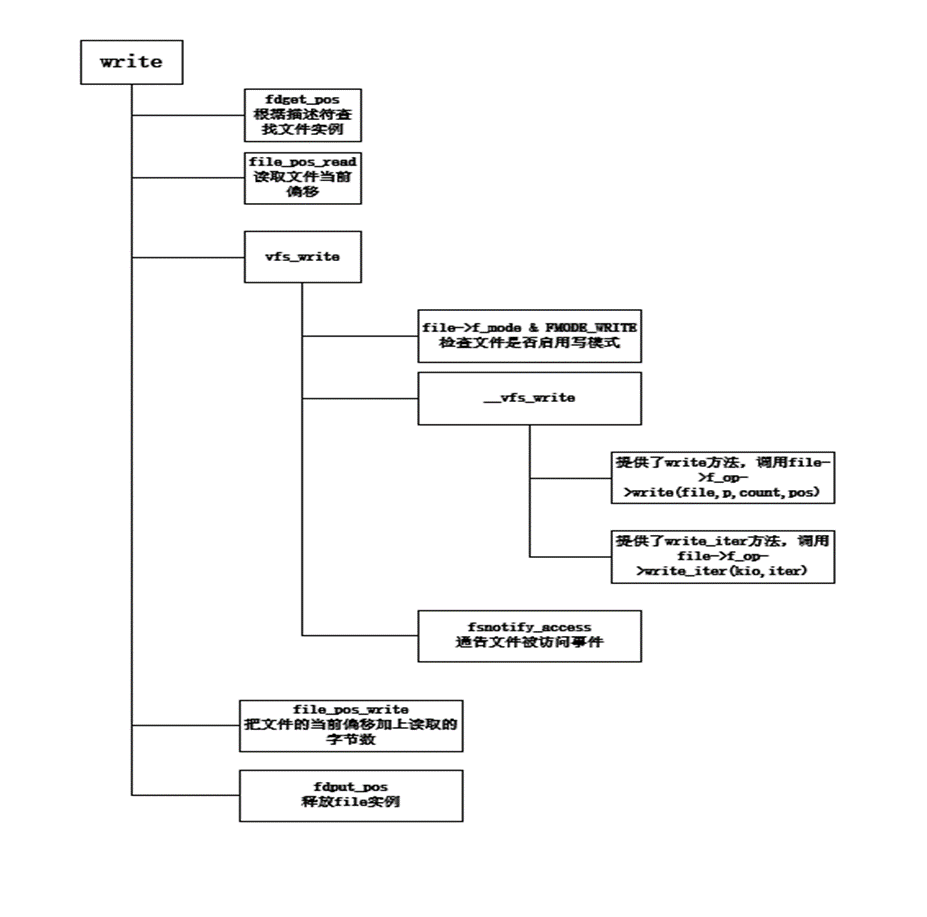 write
fdget_pos
根据描述符查
找文件实例
file_pos_read
读取文件当前
偏移
vfs_write
file->f_mode & FMODE_WRITE
检查文件是否启用写模式
__vfs_write
提供了write方法，调用file-
>f_op-
>write(file,p,count,pos)
提供了write_iter方法，调用
file->f_op-
>write_iter(kio,iter)
fsnotify_access
通告文件被访问事件
file_pos_write
把文件的当前偏移加上读取的
字节数
fdput_pos
释放file实例